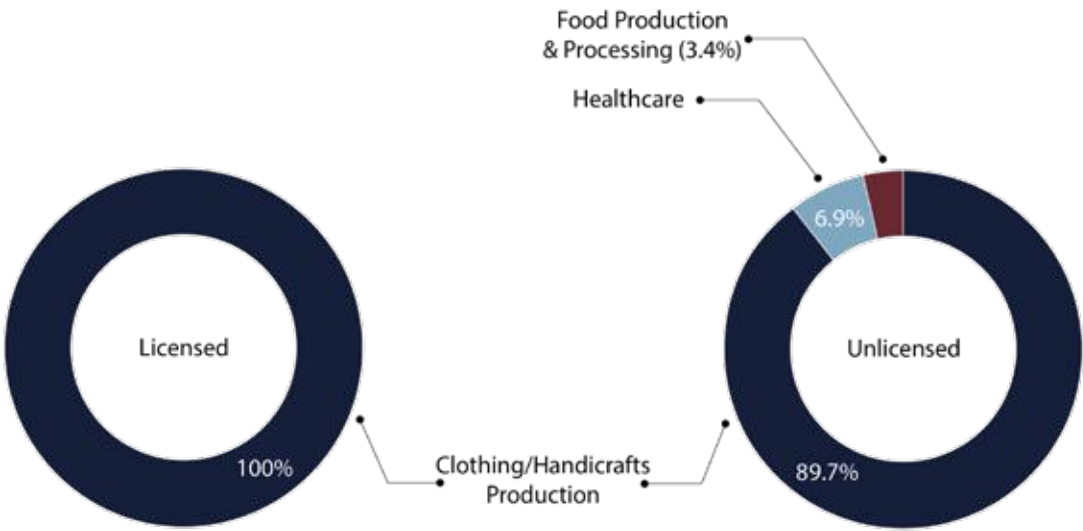 Food Production
& Processing (3.4%)
Healthcare
6.9%
Licensed
Unlicensed
100%
Clothing/Handicrafts
Production
89.7%